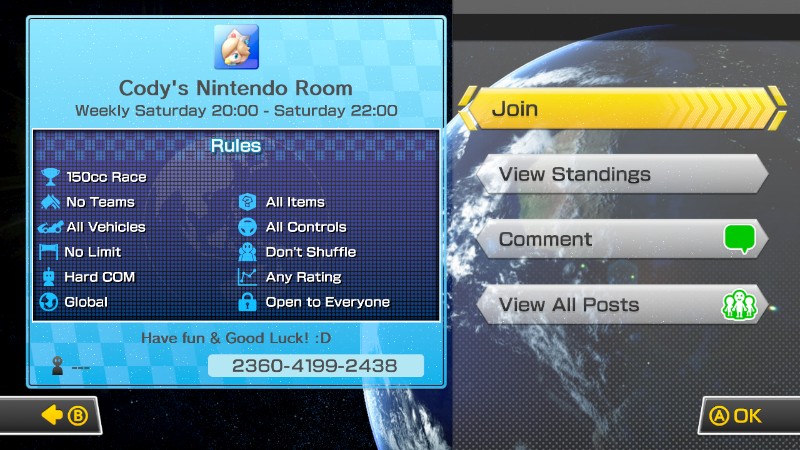 Cody's Nintendo Room
Weekly Saturday 20:00 - Saturday 22:00
Rules
150cc Race
No Teams
All Items
All Vehicles
All Controls
No Limit
Don't Shuffle
Hard COM
Any Rating
Global
Open to Everyone
Have fun & Good Luck! :D
---
2360-4199-2438
Join
View Standings
Comment
View All Posts
B
A OK